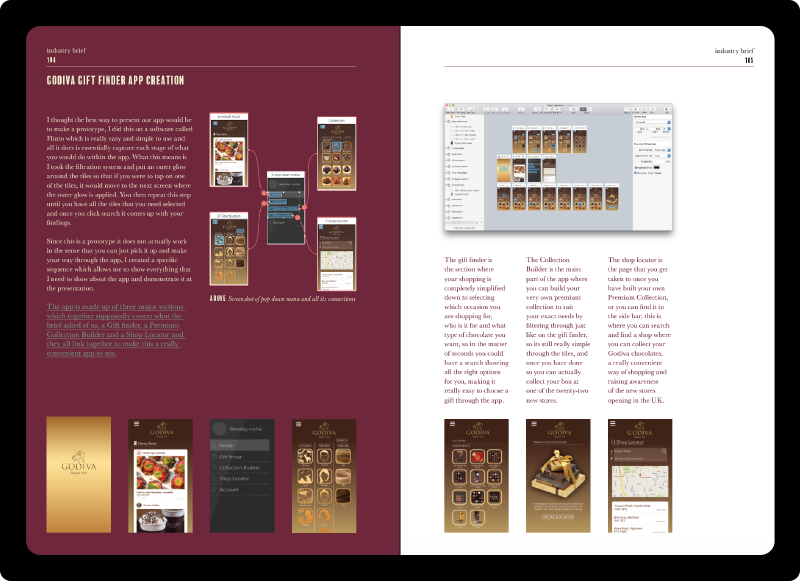 industry brief
104
GODIVA GIFT FINDER APP CREATION
I thought the best way to present our app would be
to make a prototype, I did this on a software called
Flinto which is really easy and simple to use and
all it does is essentially capture each stage of what
you would do within the app. What this means is
I took the filtration system and put an outer glow
around the tiles so that if you were to tap on one
of the tiles, it would move to the next screen where
the outer glow is applied. You then repeat this step
until you have all the tiles that you need selected
and once you click search it comes up with your
findings.
Since this is a prototype it does not actually work
in the sense that you can just pick it up and make
your way through the app, I created a specific
sequence which allows me to show everything that
I need to show about the app and demonstrate it at
the presentation.
The app is made up of three major sections
which together supposedly covers what the
brief asked of us, a Gift finder, a Premium
Collection Builder and a Shop Locator and
they all link together to make this a really
convenient app to use.
ABOVE Screenshot of pop down menu and all its connections
GODIVA
GODIVA
News Feed
Home
Gift finder
Collection Builder
Shop Locator
Account
GODIVA
industry brief
105
The gift finder is
the section where
your shopping is
completely simplified
down to selecting
which occasion you
are shopping for,
who is it for and what
type of chocolate you
want, so in the matter
of seconds you could
have a search showing
all the right options
for you, making it
really easy to choose a
gift through the app.
The Collection
Builder is the main
part of the app where
you can build your
very own premium
collection to suit
your exact needs by
filtering through just
like on the gift finder,
so its still really simple
through the tiles, and
once you have done
so you can actually
collect your box at
one of the twenty-two
new stores.
The shop locator is
the page that you get
taken to once you
have built your own
Premium Collection,
or you can find it in
the side bar, this is
where you can search
and find a shop where
you can collect your
Godiva chocolates,
a really convenient
way of shopping and
raising awareness
of the new stores
opening in the UK.
GODIVA
GODIVA
STORE LOCATOR
GODIVA
Shop Locator